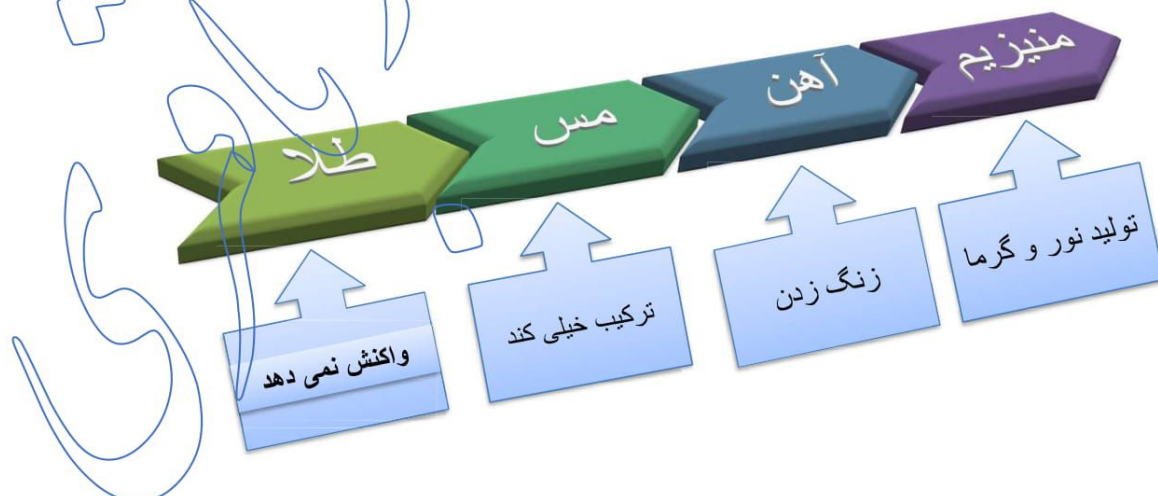 منیزیم
آهن
مس
طلا
تولید نور و گرما
زنگ زدن
ترکیب خیلی کند
واکنش نمی دهد